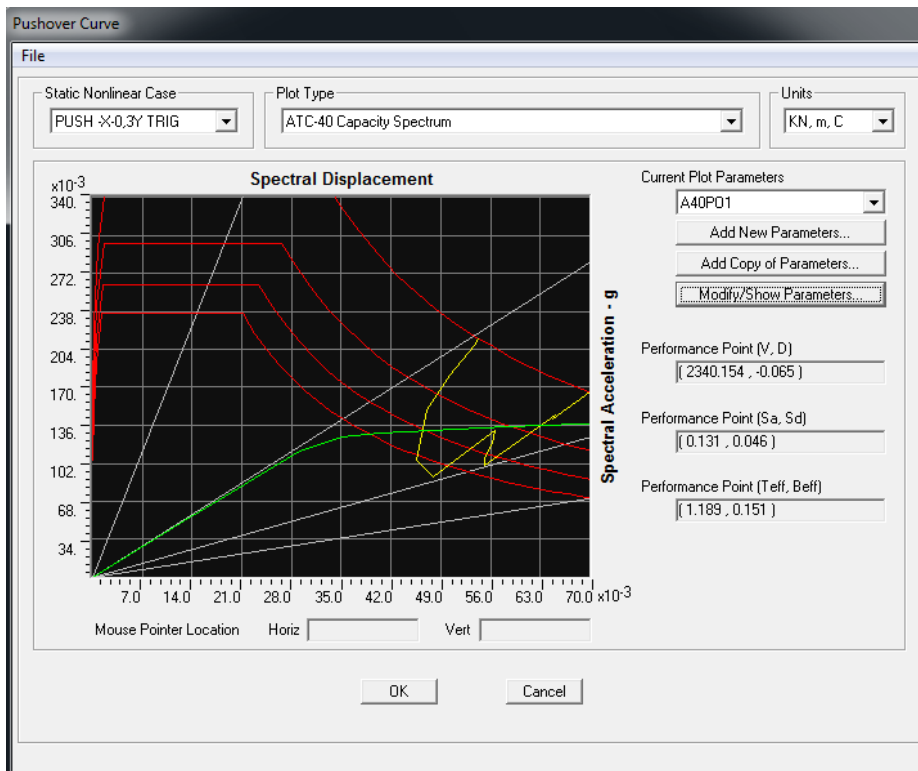 Pushover Curve
File
Static Nonlinear Case
PUSH -X-0,3Y TRIG
Plot Type
ATC-40 Capacity Spectrum
Units
KN, m, C
Spectral Displacement
x10-3
340.
306.
272.
238.
204.
170.
136.
102.
68.
34.
7.0 14.0 21.0 28.0 35.0 42.0 49.0 56.0 63.0 70.0 x10-3
Spectral Acceleration - g
Mouse Pointer Location Horiz Vert
Current Plot Parameters
A40PO1
Add New Parameters...
Add Copy of Parameters...
Modify/Show Parameters...
Performance Point (V, D)
( 2340.154 , -0.065 )
Performance Point (Sa, Sd)
( 0.131 , 0.046 )
Performance Point (Teff, Beff)
( 1.189 , 0.151 )
OK
Cancel